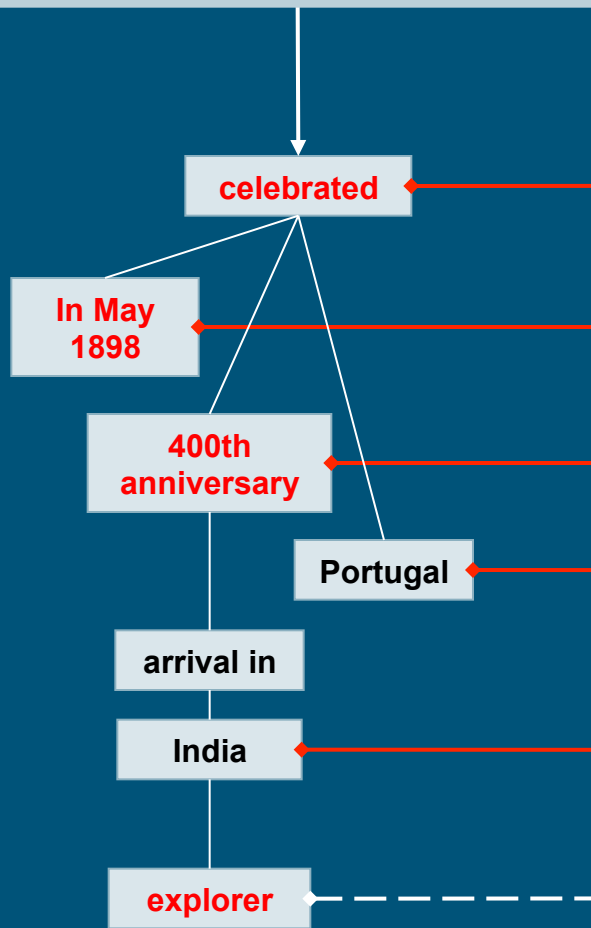 celebrated
In May
1898
400th
anniversary
Portugal
arrival in
India
explorer